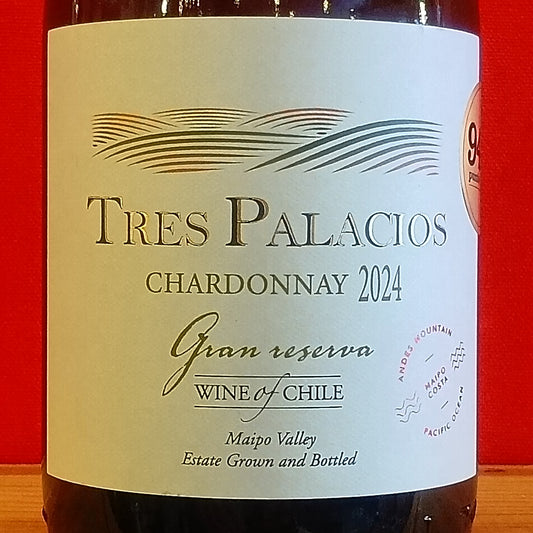 TRES PALACIOS
CHARDONNAY 2024
Gran reserva
WINE of CHILE
Maipo Valley
Estate Grown and Bottled
ANDES MOUNTAIN
MAIPO
COSTA
PACIFIC OCEAN